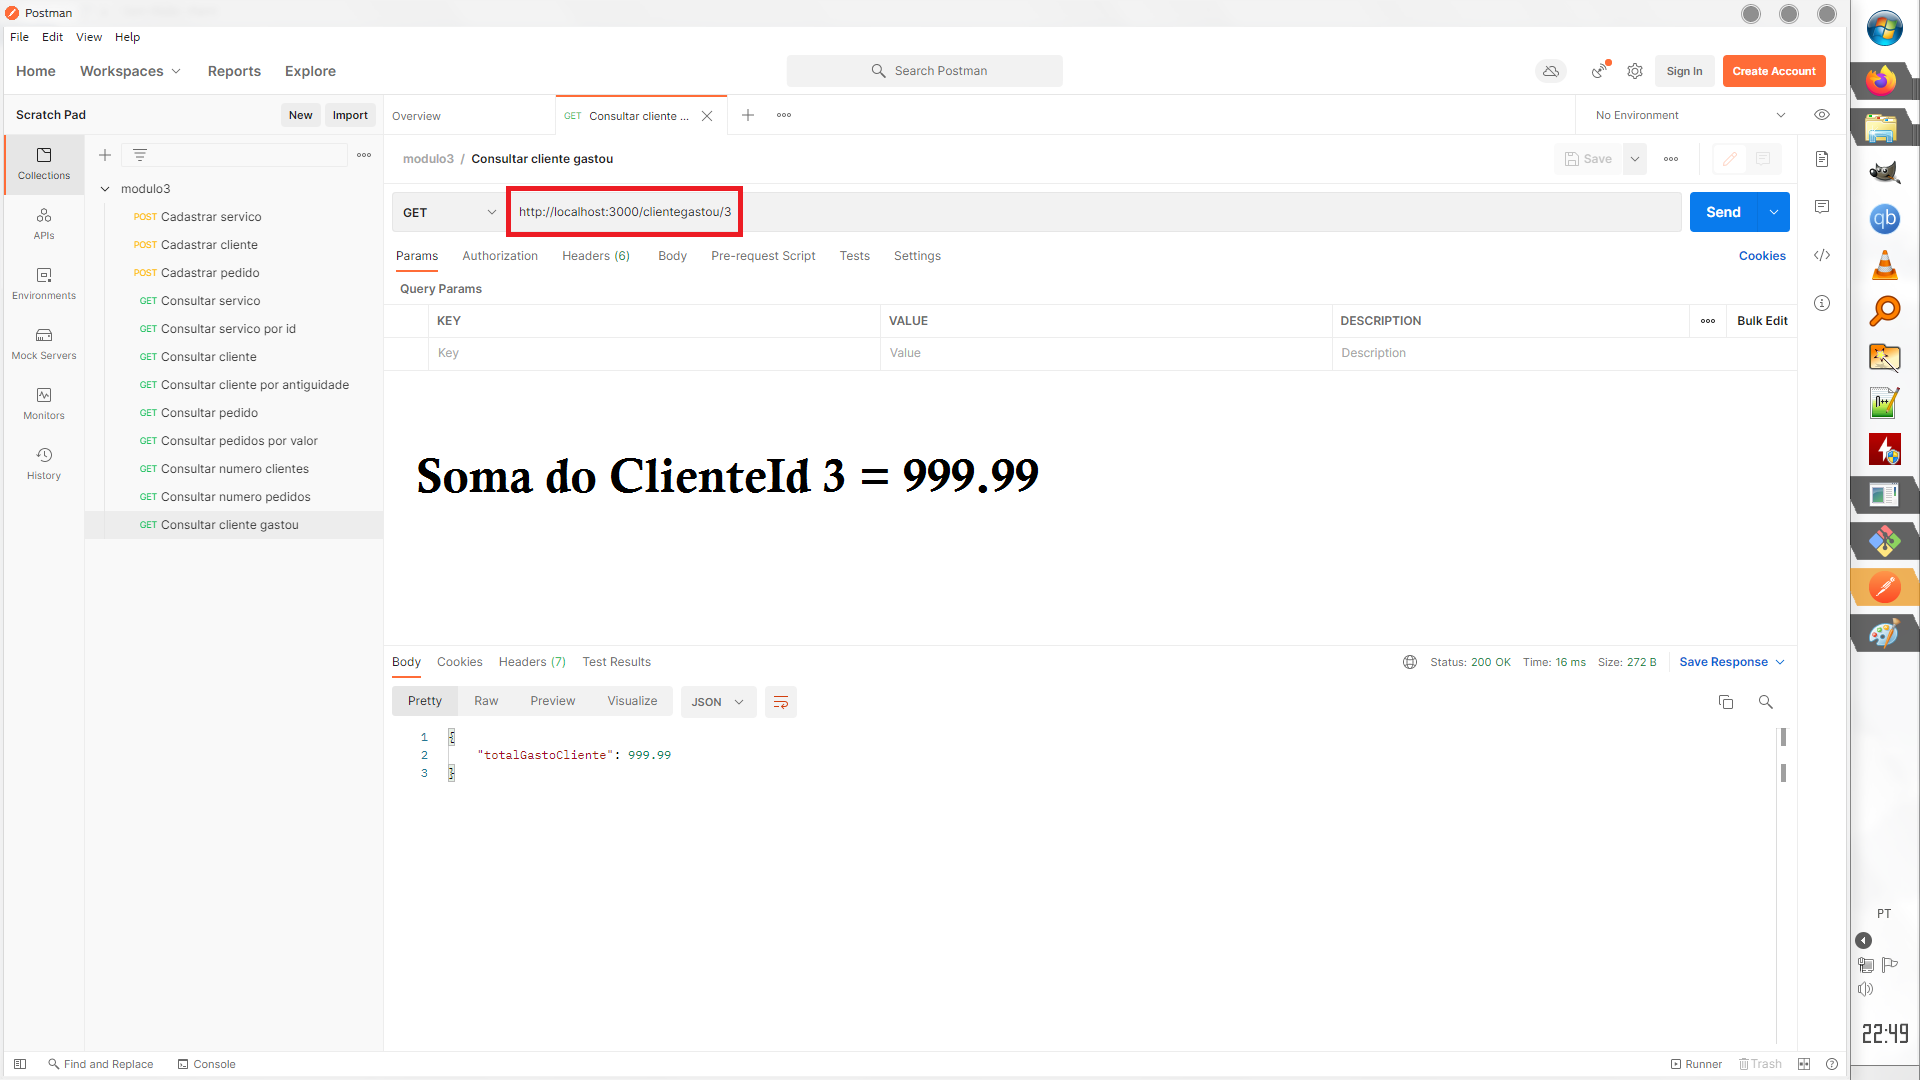 Postman
File Edit View Help
Home Workspaces Reports Explore
Search Postman
Sign In
Create Account
Scratch Pad
New
Import
Overview
GET Consultar cliente ...
No Environment
Collections
APIs
Environments
Mock Servers
Monitors
History
modulo3
POST Cadastrar servico
POST Cadastrar cliente
POST Cadastrar pedido
GET Consultar servico
GET Consultar servico por id
GET Consultar cliente
GET Consultar cliente por antiguidade
GET Consultar pedido
GET Consultar pedidos por valor
GET Consultar numero clientes
GET Consultar numero pedidos
GET Consultar cliente gastou
modulo3 / Consultar cliente gastou
Save
GET http://localhost:3000/clientegastou/3
Send
Params Authorization Headers (6) Body Pre-request Script Tests Settings
Cookies
Query Params
KEY VALUE DESCRIPTION
Bulk Edit
Key Value Description
Soma do ClienteId 3 = 999.99
Body Cookies Headers (7) Test Results
Status: 200 OK Time: 16 ms Size: 272 B
Save Response
Pretty Raw Preview Visualize
JSON
1 {
2 "totalGastoCliente": 999.99
3 }
Find and Replace
Console
Runner
Trash
qb
PT
22:49